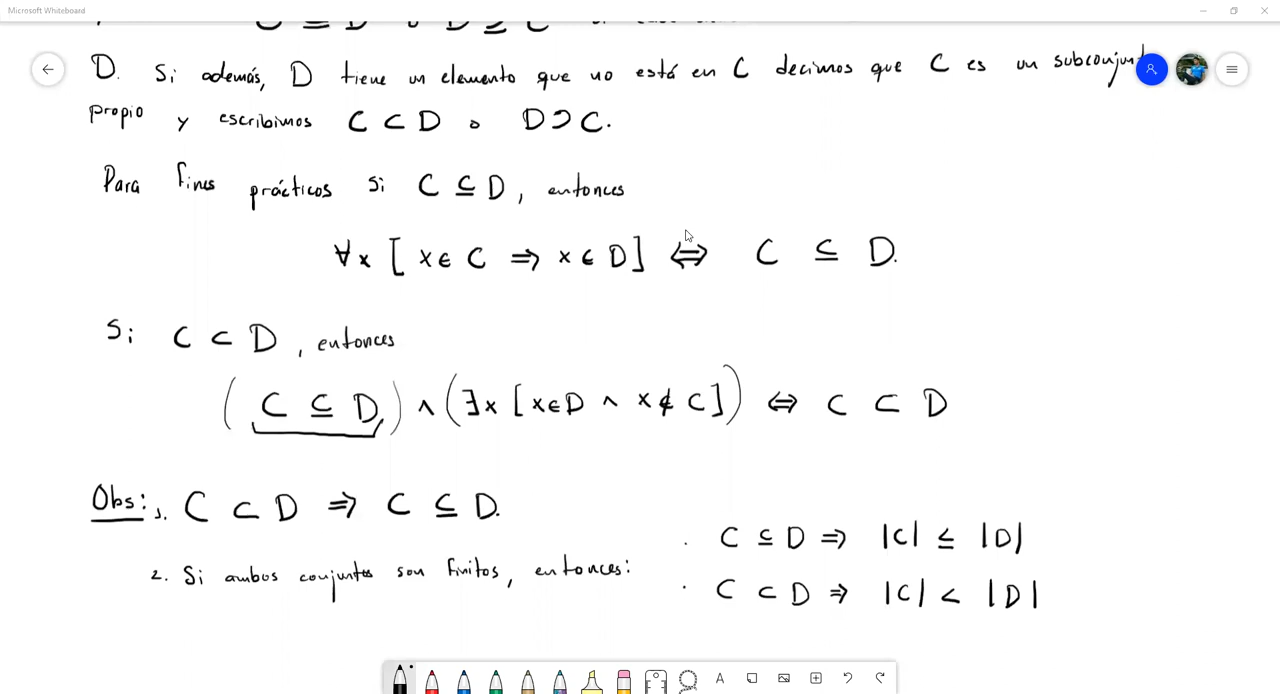 Microsoft Whiteboard
C ⊆ D o D ⊇ C
D. Si además, D tiene un elemento que no está en C decimos que C es un subconjunt
propio y escribimos C ⊂ D o D ⊃ C.
Para fines prácticos si C ⊆ D, entonces
∀x [x ∈ C ⇒ x ∈ D] ⇔ C ⊆ D.
Si C ⊂ D, entonces
(C ⊆ D) ∧ (∃x [x ∈ D ∧ x ∉ C]) ⇔ C ⊂ D
Obs: 1. C ⊂ D ⇒ C ⊆ D.
2. Si ambos conjuntos son finitos, entonces:
· C ⊆ D ⇒ |C| ≤ |D|
· C ⊂ D ⇒ |C| < |D|
A